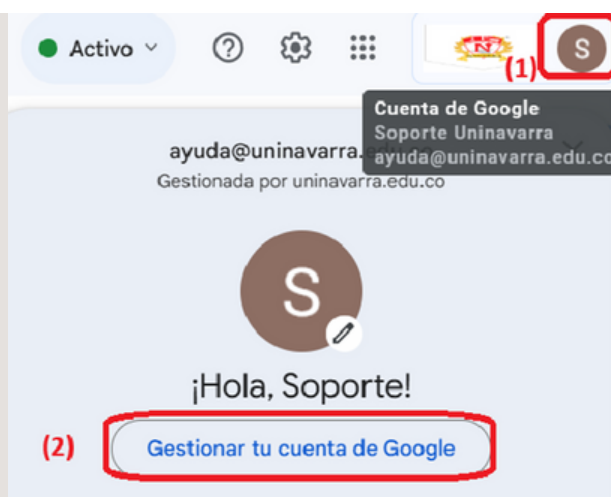 Activo
N
(1)
S
Cuenta de Google
Soporte Uninavarra
ayuda@uninavarra.edu.co
ayuda@uninavarra.
Gestionada por uninavarra.edu.co
S
¡Hola, Soporte!
(2) Gestionar tu cuenta de Google